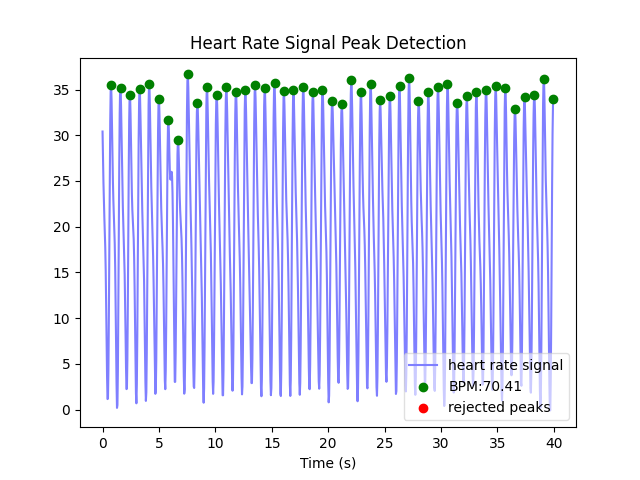 Heart Rate Signal Peak Detection
35
30
25
20
15
10
5
0
heart rate signal
BPM:70.41
rejected peaks
0 5 10 15 20 25 30 35 40
Time (s)